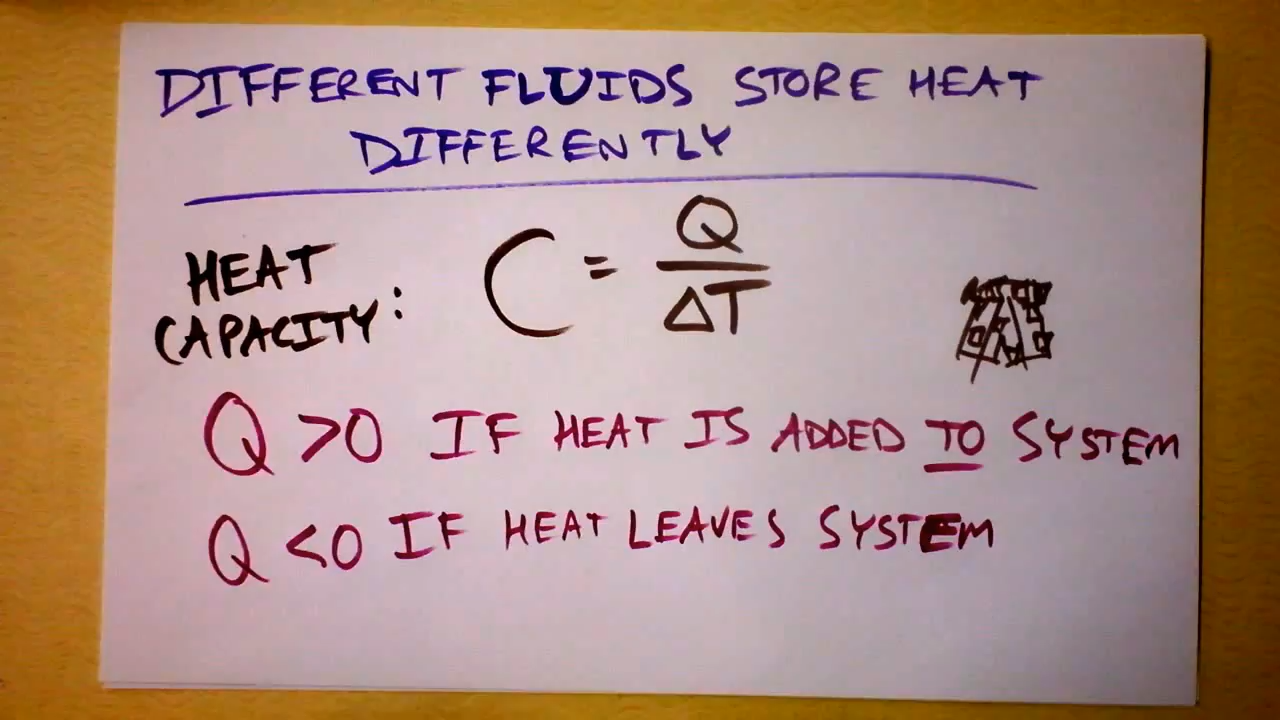 DIFFERENT FLUIDS STORE HEAT
DIFFERENTLY
HEAT
CAPACITY:
C = Q/ΔT
Q >0 IF HEAT IS ADDED TO SYSTEM
Q <0 IF HEAT LEAVES SYSTEM